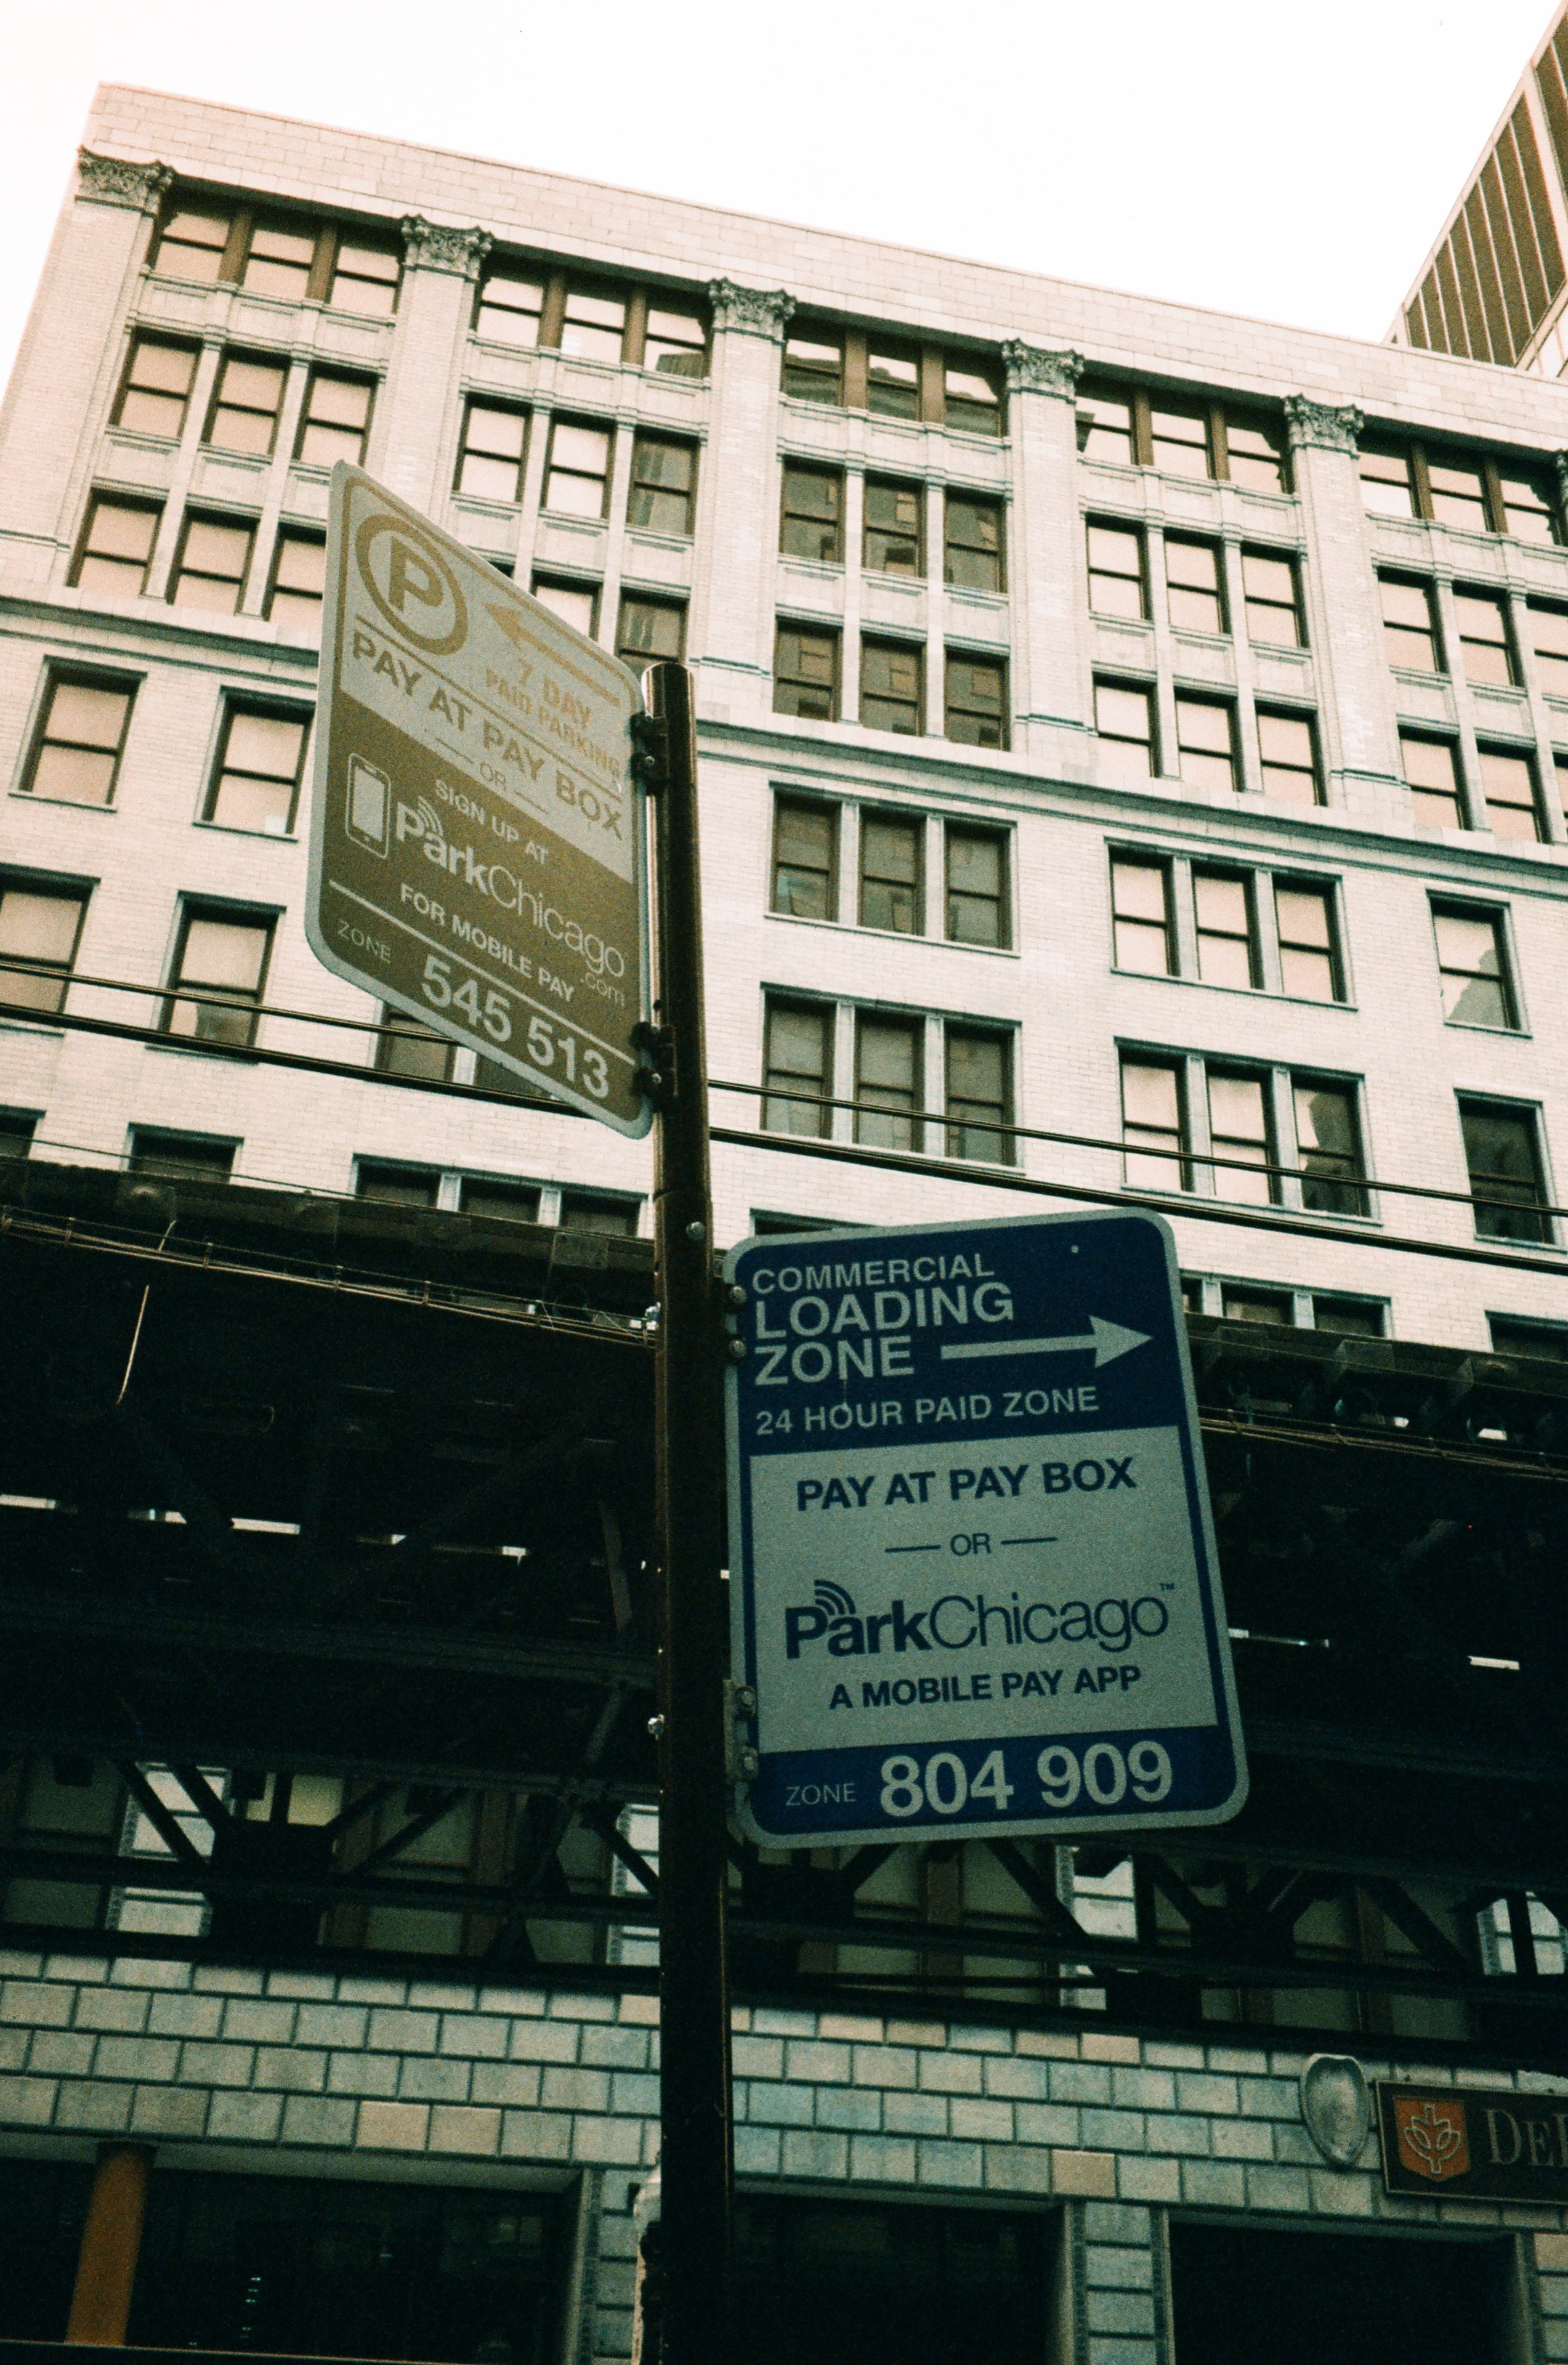 P
7 DAY
PAID PARKING
PAY AT PAY BOX
OR
SIGN UP AT
ParkChicago
.com
FOR MOBILE PAY
ZONE 545 513
COMMERCIAL
LOADING
ZONE
24 HOUR PAID ZONE
PAY AT PAY BOX
OR
ParkChicago™
A MOBILE PAY APP
ZONE 804 909